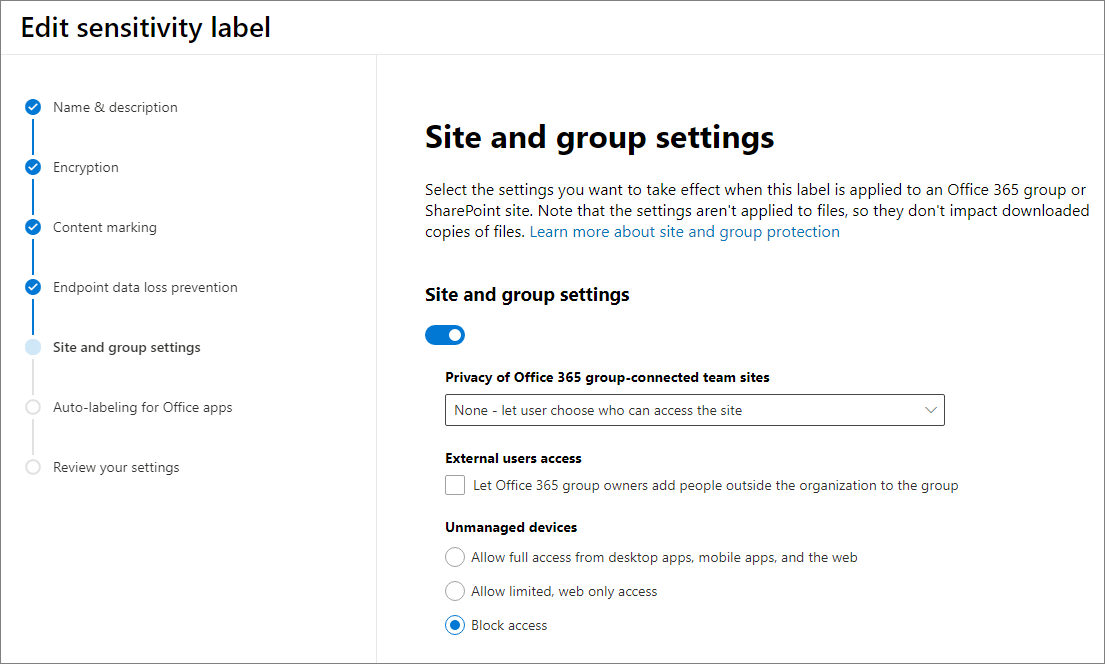 Edit sensitivity label
Name & description
Encryption
Content marking
Endpoint data loss prevention
Site and group settings
Auto-labeling for Office apps
Review your settings
Site and group settings
Select the settings you want to take effect when this label is applied to an Office 365 group or
SharePoint site. Note that the settings aren't applied to files, so they don't impact downloaded
copies of files. Learn more about site and group protection
Site and group settings
Privacy of Office 365 group-connected team sites
None - let user choose who can access the site
External users access
Let Office 365 group owners add people outside the organization to the group
Unmanaged devices
Allow full access from desktop apps, mobile apps, and the web
Allow limited, web only access
Block access